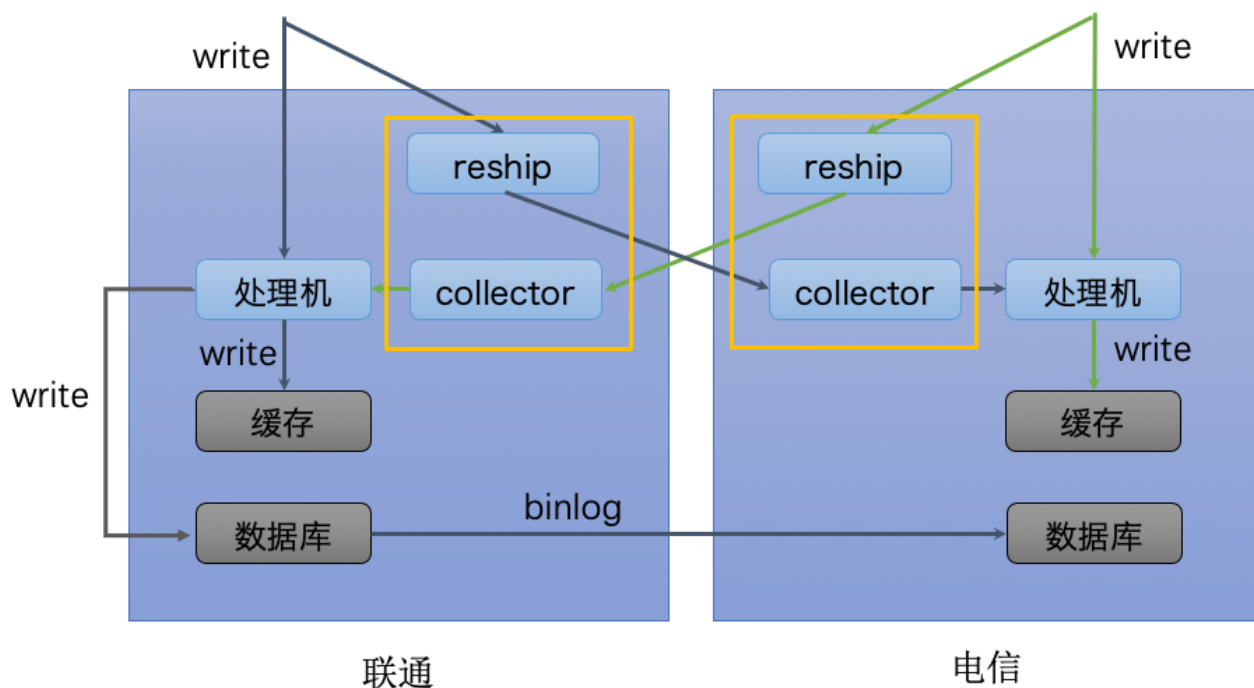 write
write
reship
reship
处理机
collector
collector
处理机
write
write
write
缓存
缓存
binlog
数据库
数据库
联通
电信